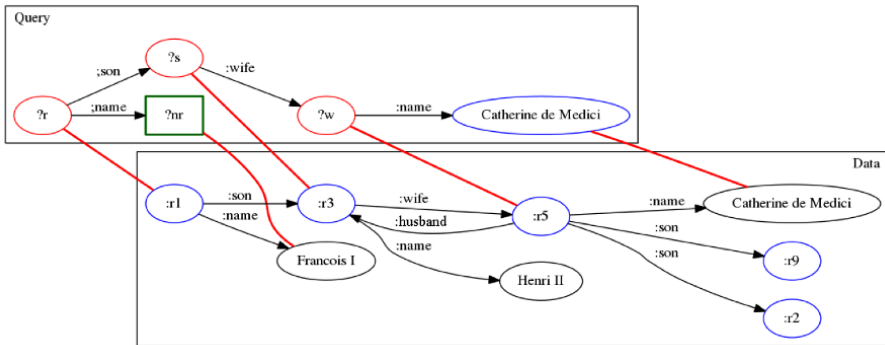 Query
?s
;son
:wife
?r
;name
?nr
?w
:name
Catherine de Medici
Data
:r1
:son
:r3
:wife
:r5
:name
Catherine de Medici
:name
:husband
:son
Francois I
:name
:r9
Henri II
:son
:r2